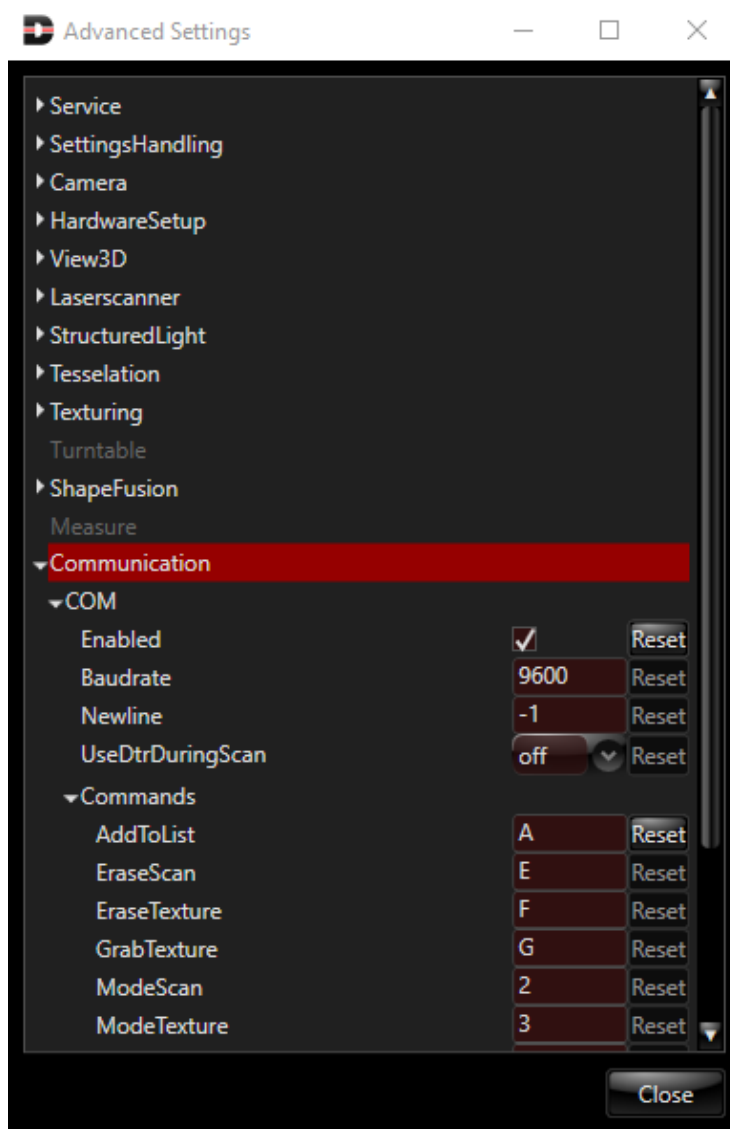 Advanced Settings
Service
SettingsHandling
Camera
HardwareSetup
View3D
Laserscanner
StructuredLight
Tesselation
Texturing
Turntable
ShapeFusion
Measure
Communication
COM
Enabled Reset
Baudrate 9600 Reset
Newline -1 Reset
UseDtrDuringScan off Reset
Commands
AddToList A Reset
EraseScan E Reset
EraseTexture F Reset
GrabTexture G Reset
ModeScan 2 Reset
ModeTexture 3 Reset
Close